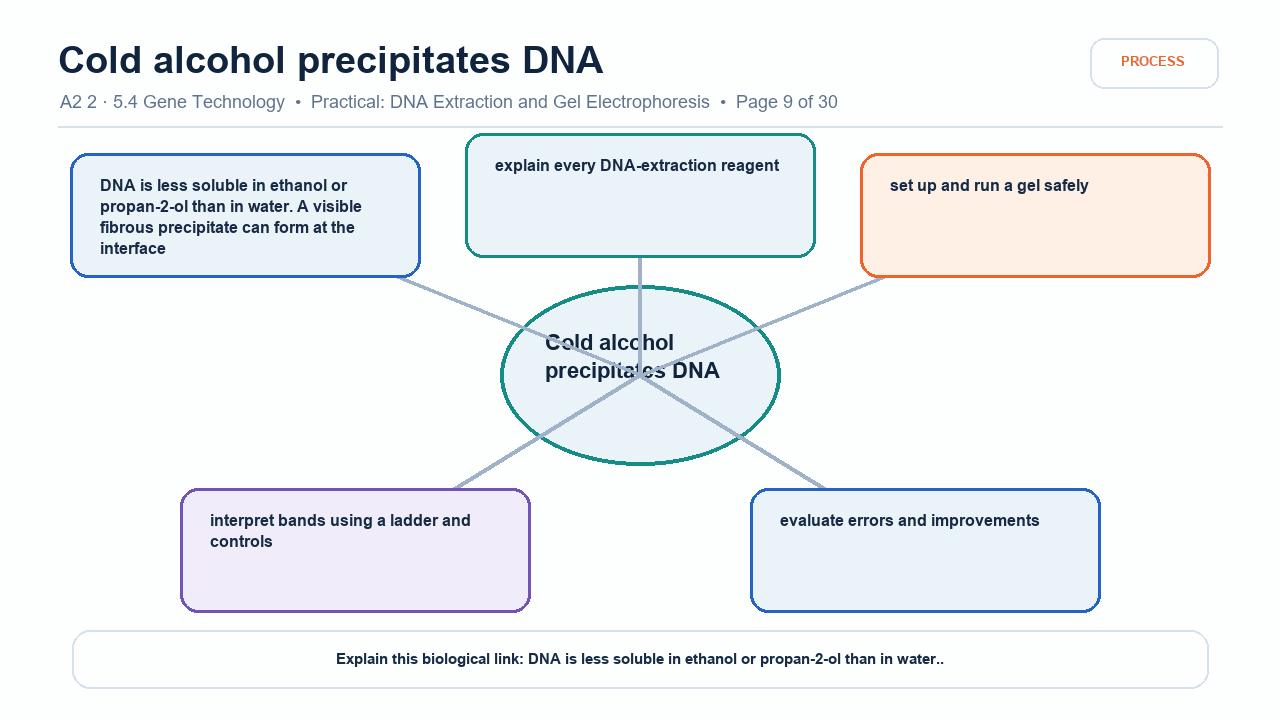 Cold alcohol precipitates DNA
PROCESS
A2 2 · 5.4 Gene Technology • Practical: DNA Extraction and Gel Electrophoresis • Page 9 of 30
DNA is less soluble in ethanol or
propan-2-ol than in water. A visible
fibrous precipitate can form at the
interface
explain every DNA-extraction reagent
set up and run a gel safely
Cold alcohol
precipitates DNA
interpret bands using a ladder and
controls
evaluate errors and improvements
Explain this biological link: DNA is less soluble in ethanol or propan-2-ol than in water..